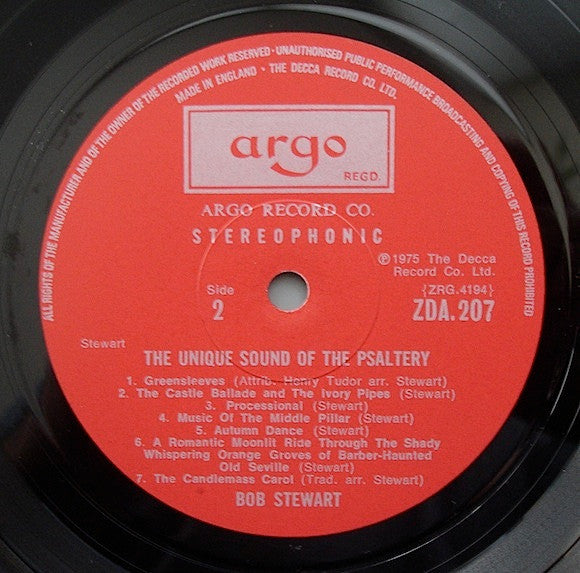 ALL RIGHTS OF THE MANUFACTURER AND OF THE OWNER OF THE RECORDED WORK RESERVED · UNAUTHORISED PUBLIC PERFORMANCE BROADCASTING AND COPYING OF THIS RECORD PROHIBITED
MADE IN ENGLAND · THE DECCA RECORD CO. LTD.
argo
REGD.
ARGO RECORD CO.
STEREOPHONIC
℗1975 The Decca
Record Co. Ltd.
Side
2
{ZRG.4194}
ZDA.207
Stewart
THE UNIQUE SOUND OF THE PSALTERY
1. Greensleeves (Attrib. Henry Tudor arr. Stewart)
2. The Castle Ballade and The Ivory Pipes (Stewart)
3. Processional (Stewart)
4. Music Of The Middle Pillar (Stewart)
5. Autumn Dance (Stewart)
6. A Romantic Moonlit Ride Through The Shady
Whispering Orange Groves of Barber-Haunted
Old Seville (Stewart)
7. The Candlemass Carol (Trad. arr. Stewart)
BOB STEWART